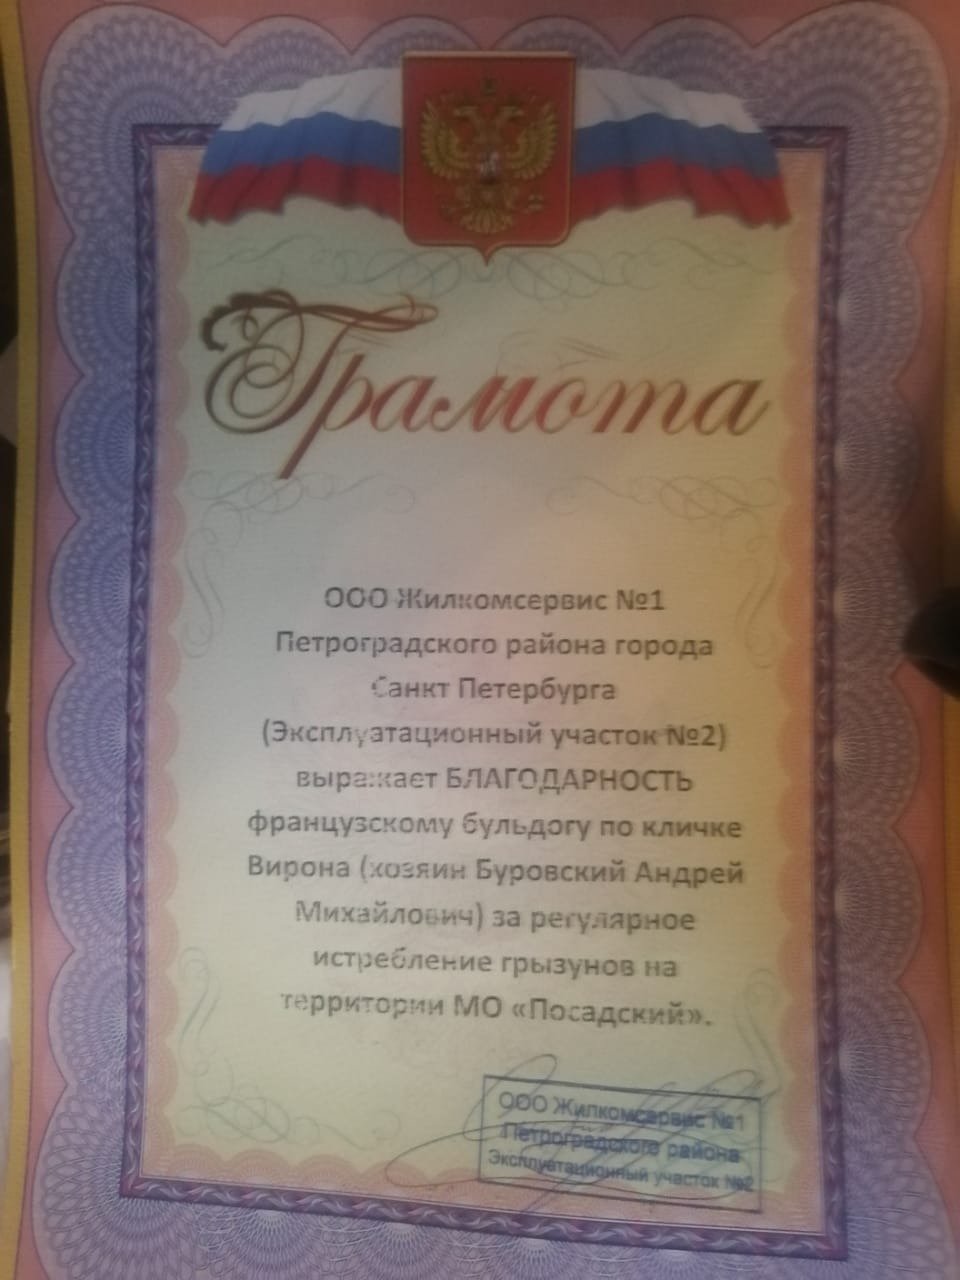 Грамота
ООО Жилкомсервис №1
Петроградского района города
Санкт Петербурга
(Эксплуатационный участок №2)
выражает БЛАГОДАРНОСТЬ
французскому бульдогу по кличке
Вирона (хозяин Буровский Андрей
Михайлович) за регулярное
истребление грызунов на
территории МО «Посадский».
ООО Жилкомсервис №1
Петроградского района
Эксплуатационный участок №2